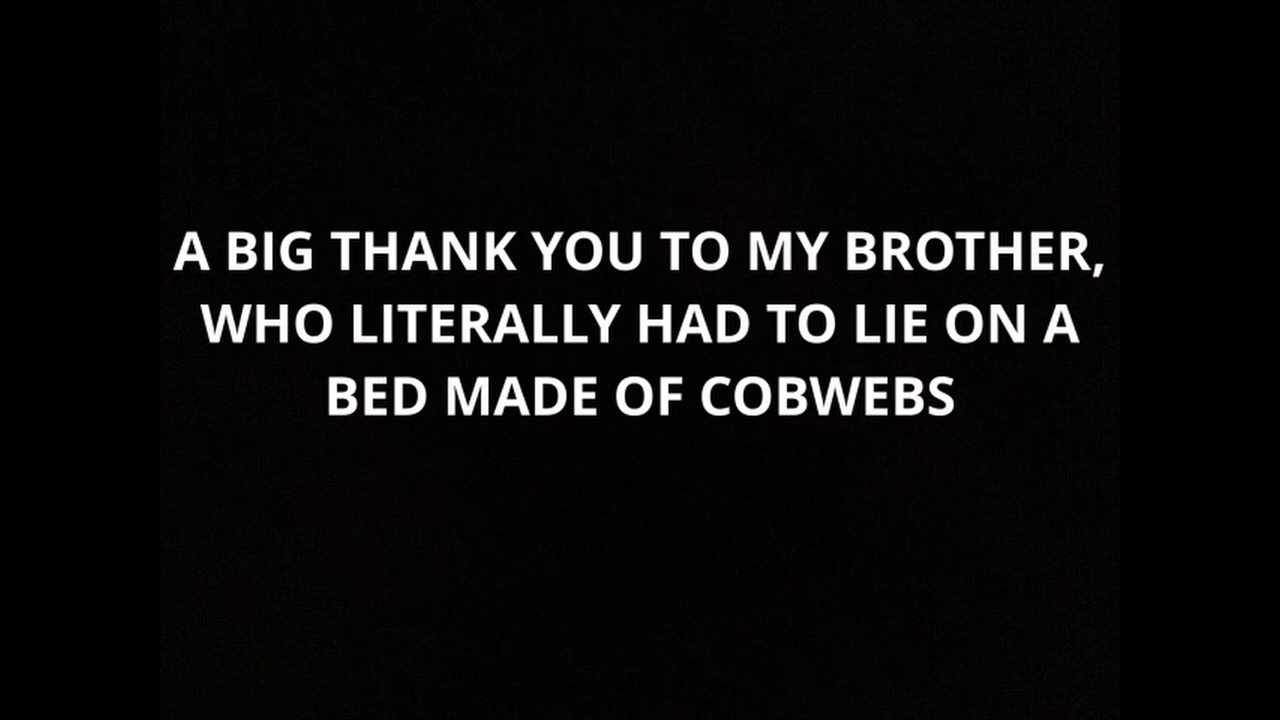 A BIG THANK YOU TO MY BROTHER,
WHO LITERALLY HAD TO LIE ON A
BED MADE OF COBWEBS